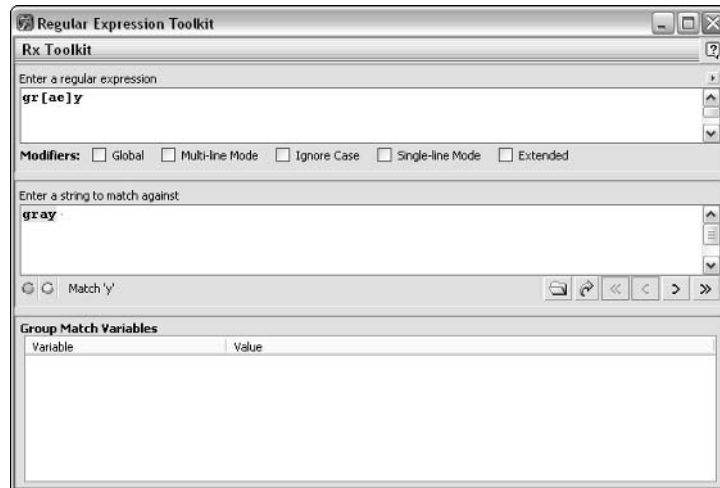 Regular Expression Toolkit
Rx Toolkit
Enter a regular expression
gr[ae]y
Modifiers: Global Multi-line Mode Ignore Case Single-line Mode Extended
Enter a string to match against
gray
Match 'y'
Group Match Variables
Variable Value